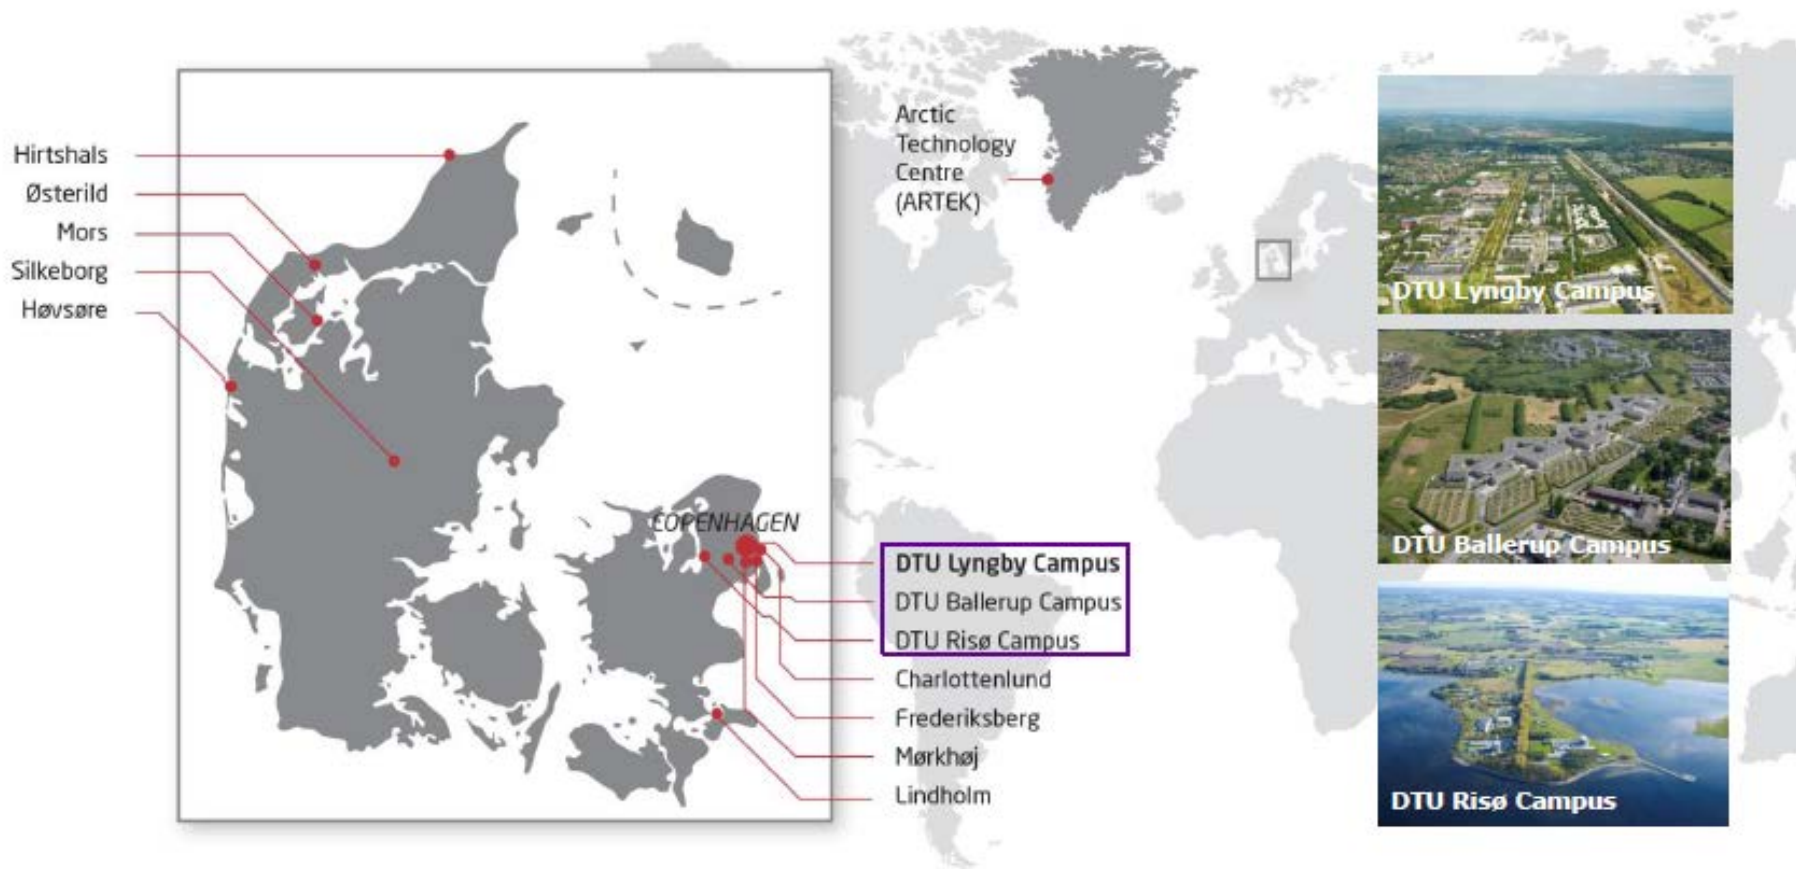 Hirtshals
Østerild
Mors
Silkeborg
Høvsøre
COPENHAGEN
Arctic
Technology
Centre
(ARTEK)
DTU Lyngby Campus
DTU Ballerup Campus
DTU Risø Campus
Charlottenlund
Frederiksberg
Mørkhøj
Lindholm
DTU Lyngby Campus
DTU Ballerup Campus
DTU Risø Campus